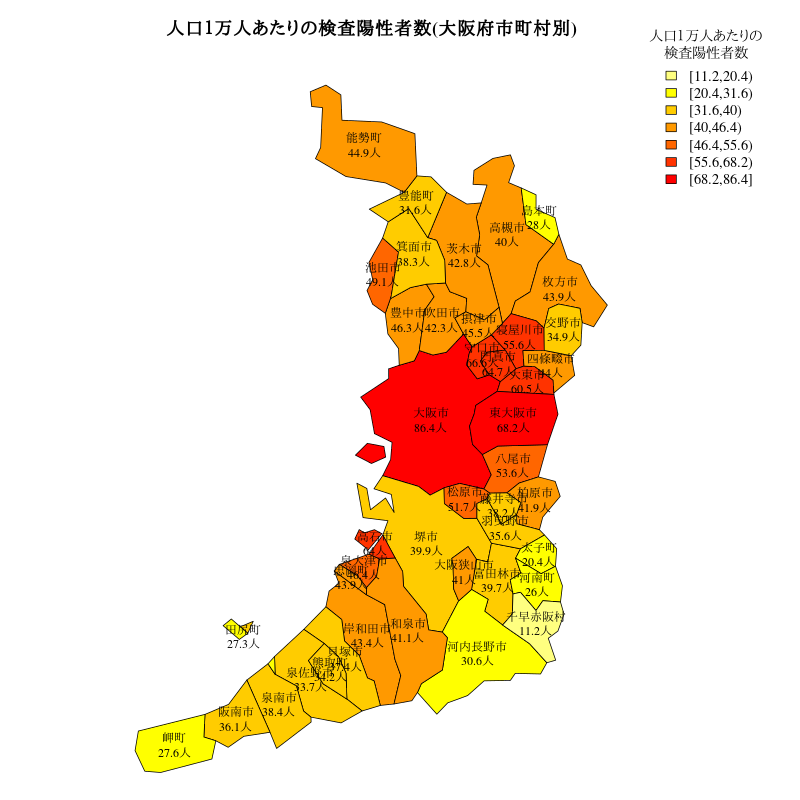 人口1万人あたりの検査陽性者数(大阪府市町村別)
人口1万人あたりの
検査陽性者数
[11.2,20.4)
[20.4,31.6)
[31.6,40)
[40,46.4)
[46.4,55.6)
[55.6,68.2)
[68.2,86.4]
能勢町
44.9人
豊能町
31.6人
島本町
28人
高槻市
40人
茨木市
42.8人
箕面市
38.3人
池田市
49.1人
枚方市
43.9人
豊中市
46.3人
吹田市
42.3人
摂津市
45.5人
交野市
34.9人
寝屋川市
55.6人
守口市
66.6人
門真市
64.7人
四條畷市
44人
大東市
60.5人
大阪市
86.4人
東大阪市
68.2人
八尾市
53.6人
松原市
51.7人
藤井寺市
38.2人
柏原市
41.9人
羽曳野市
35.6人
高石市
64人
堺市
39.9人
太子町
20.4人
泉大津市
46.4人
忠岡町
43.9人
大阪狭山市
41人
富田林市
39.7人
河南町
26人
千早赤阪村
11.2人
田尻町
27.3人
岸和田市
43.4人
和泉市
41.1人
河内長野市
30.6人
貝塚市
37.4人
熊取町
34.2人
泉佐野市
33.7人
泉南市
38.4人
阪南市
36.1人
岬町
27.6人